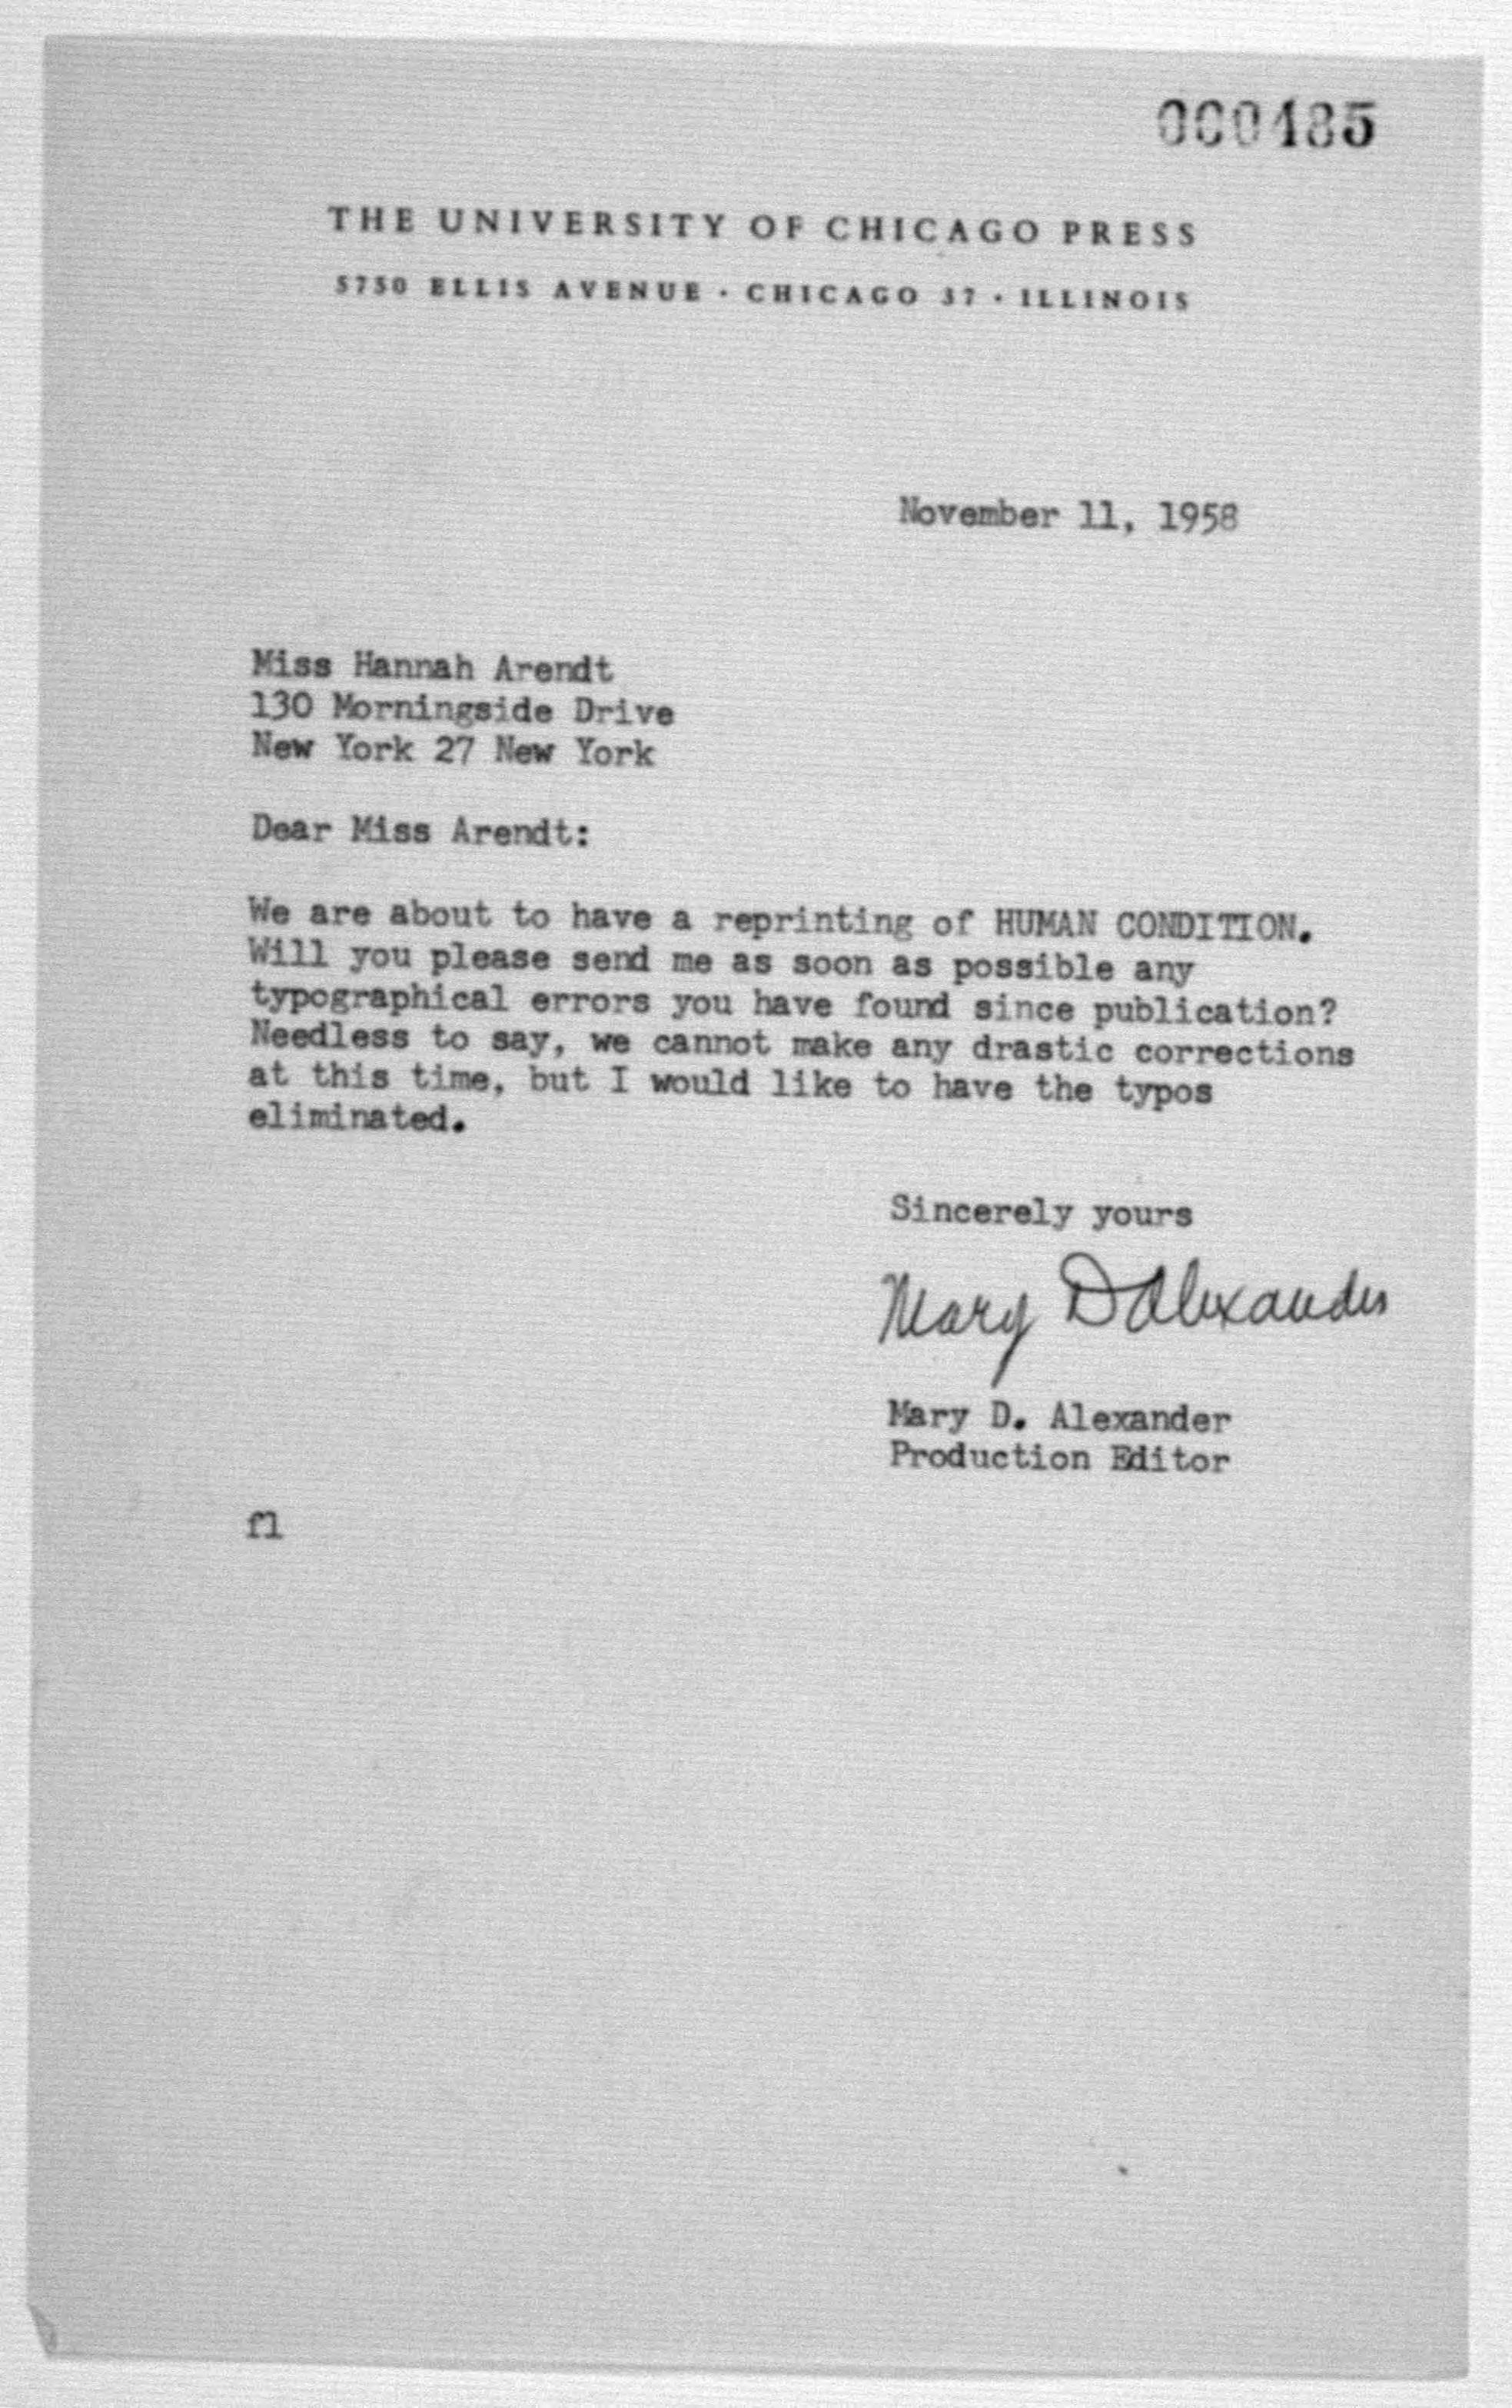 000485
THE UNIVERSITY OF CHICAGO PRESS
5750 ELLIS AVENUE · CHICAGO 37 · ILLINOIS
November 11, 1958
Miss Hannah Arendt
130 Morningside Drive
New York 27 New York
Dear Miss Arendt:
We are about to have a reprinting of HUMAN CONDITION.
Will you please send me as soon as possible any
typographical errors you have found since publication?
Needless to say, we cannot make any drastic corrections
at this time, but I would like to have the typos
eliminated.
Sincerely yours
Mary D Alexander
Mary D. Alexander
Production Editor
fl